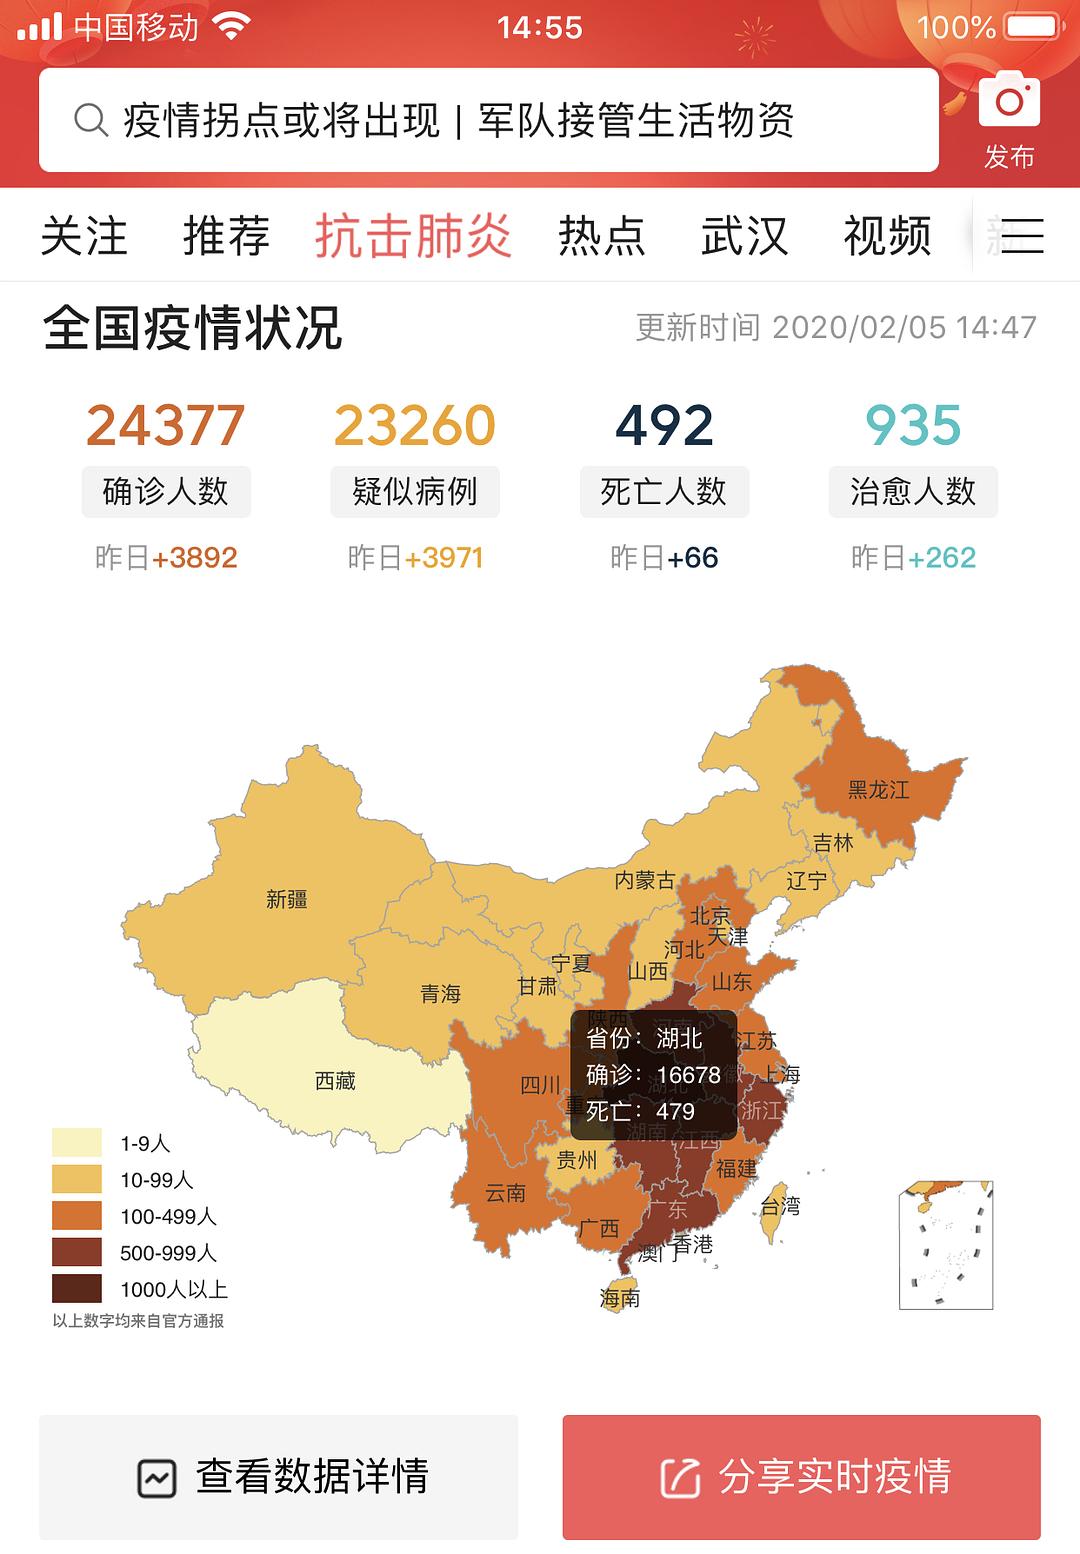 中国移动 14:55 100%
疫情拐点或将出现 | 军队接管生活物资
发布
关注 推荐 抗击肺炎 热点 武汉 视频 新
全国疫情状况 更新时间 2020/02/05 14:47
24377 23260 492 935
确诊人数 疑似病例 死亡人数 治愈人数
昨日+3892 昨日+3971 昨日+66 昨日+262
黑龙江
吉林
内蒙古 辽宁
新疆
北京
天津
河北
宁夏 山西
山东
青海 甘肃
陕西 河南
省份：湖北 江苏
确诊：16678 上海
西藏 四川 湖北 徽
重 死亡：479 浙江
湖南 江西
贵州 福建
云南 广东 台湾
广西
澳门 香港
海南
1-9人
10-99人
100-499人
500-999人
1000人以上
以上数字均来自官方通报
查看数据详情 分享实时疫情